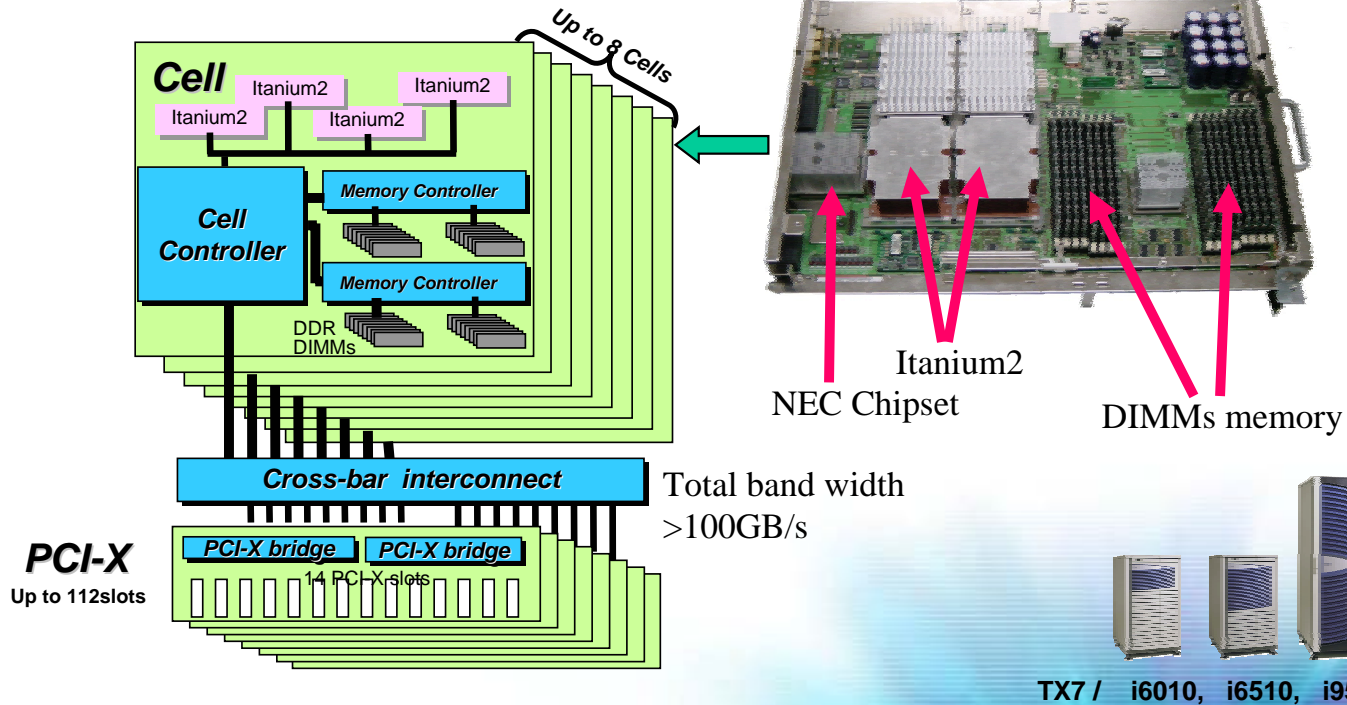 Up to 8 Cells
Cell
Itanium2
Itanium2
Itanium2
Itanium2
Cell
Controller
Memory Controller
Memory Controller
DDR
DIMMs
Cross-bar interconnect
Total band width
>100GB/s
PCI-X
Up to 112slots
PCI-X bridge
PCI-X bridge
14 PCI-X slots
Itanium2
NEC Chipset
DIMMs memory
TX7 / i6010, i6510,